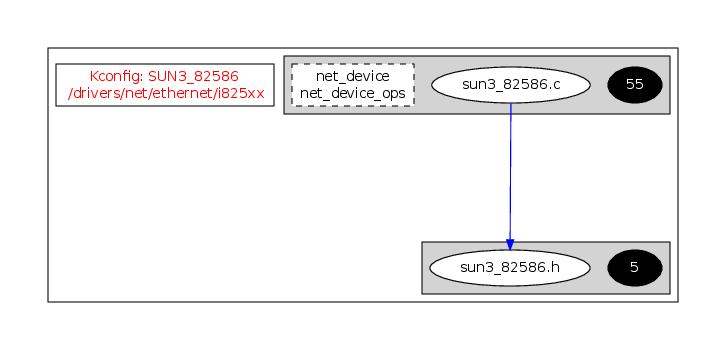 Kconfig: SUN3_82586
/drivers/net/ethernet/i825xx
net_device
net_device_ops
sun3_82586.c
55
sun3_82586.h
5